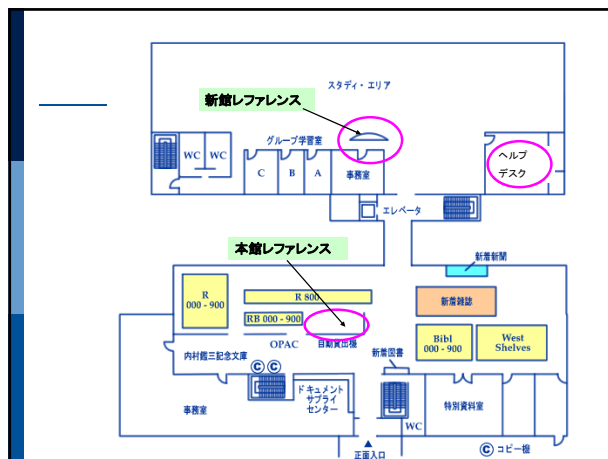 スタディ・エリア
新館レファレンス
グループ学習室
WC
WC
C
B
A
事務室
ヘルプ
デスク
エレベータ
本館レファレンス
新着新聞
R
000 - 900
R 800
新着雑誌
RB 000 - 900
Bibl
000 - 900
West
Shelves
OPAC
自動貸出機
内村鑑三記念文庫
新着図書
C C
ドキュメント
サプライ
センター
事務室
特別資料室
WC
正面入口
C コピー機